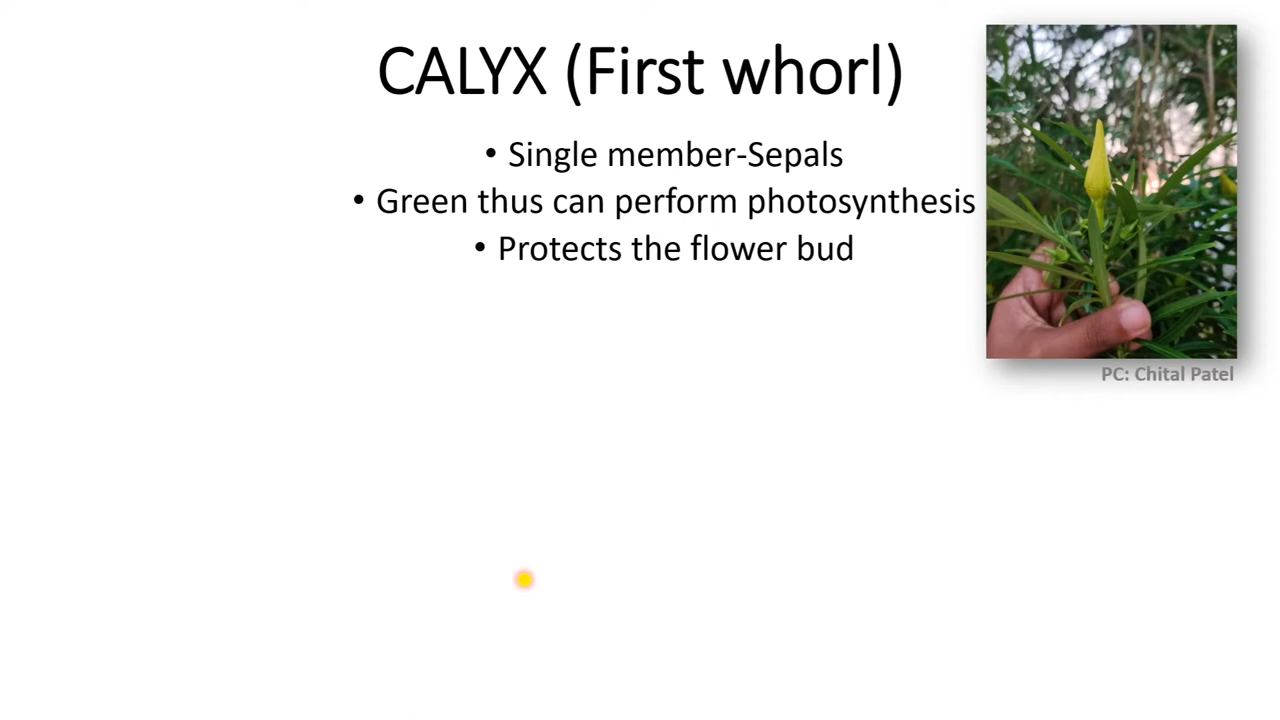 CALYX (First whorl)
• Single member-Sepals
• Green thus can perform photosynthesis
• Protects the flower bud
PC: Chital Patel